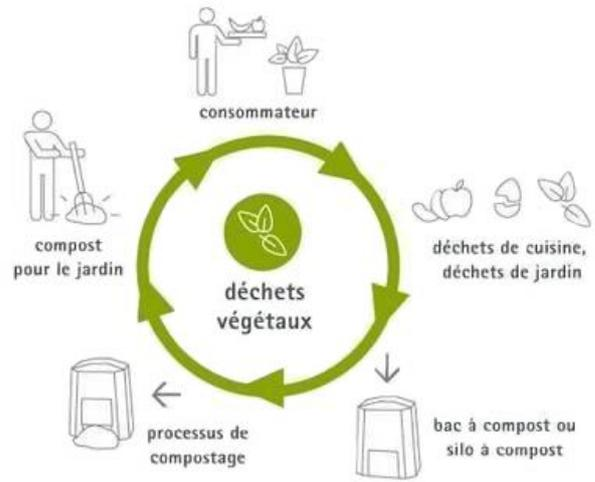 consommateur
déchets de cuisine,
déchets de jardin
bac à compost ou
silo à compost
processus de
compostage
compost
pour le jardin
déchets
végétaux